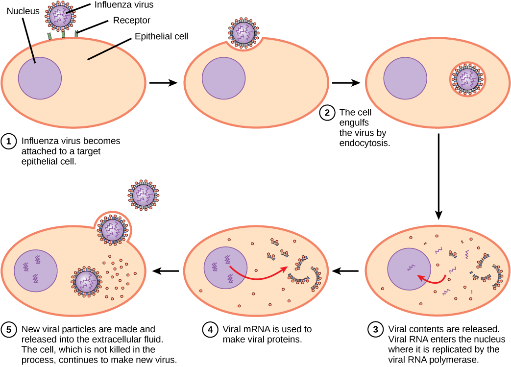 Nucleus
Influenza virus
Receptor
Epithelial cell
1 Influenza virus becomes
attached to a target
epithelial cell.
2 The cell
engulfs
the virus by
endocytosis.
3 Viral contents are released.
Viral RNA enters the nucleus
where it is replicated by the
viral RNA polymerase.
4 Viral mRNA is used to
make viral proteins.
5 New viral particles are made and
released into the extracellular fluid.
The cell, which is not killed in the
process, continues to make new virus.